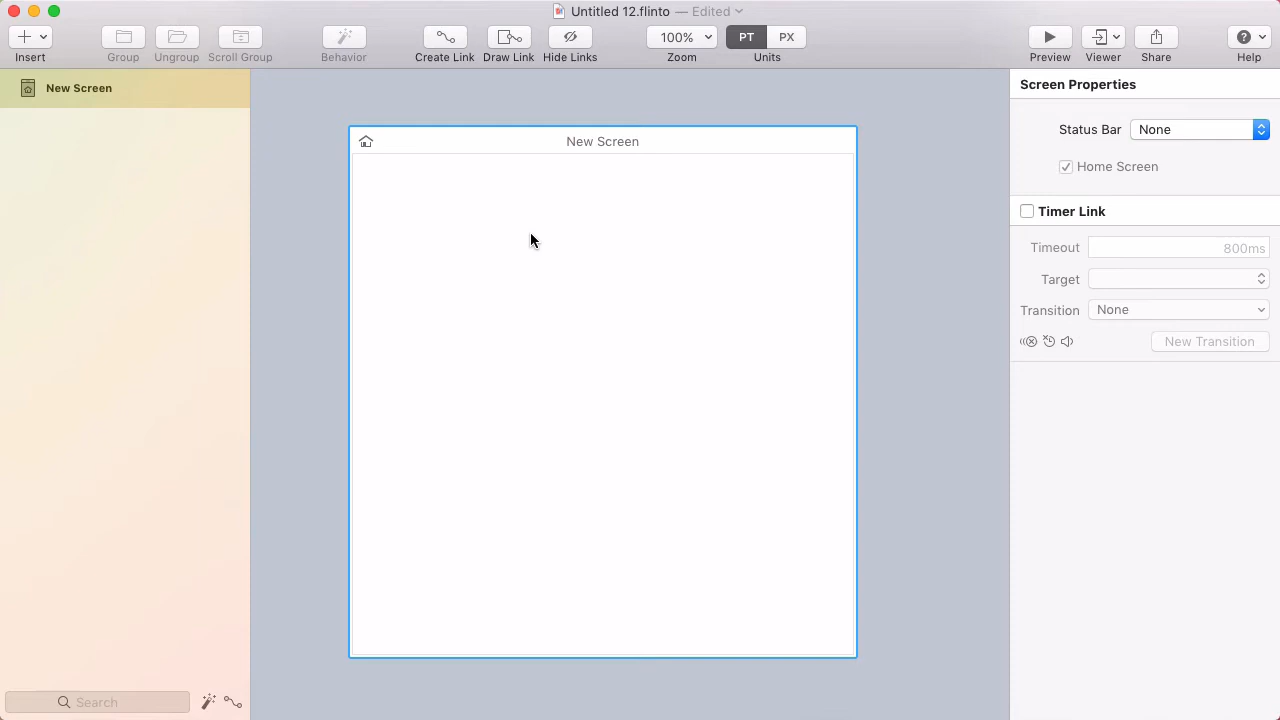 Untitled 12.flinto — Edited
100%
PT
PX
Insert
Group
Ungroup
Scroll Group
Behavior
Create Link
Draw Link
Hide Links
Zoom
Units
Preview
Viewer
Share
Help
New Screen
New Screen
Screen Properties
Status Bar
None
Home Screen
Timer Link
Timeout
800ms
Target
Transition
None
New Transition
Search